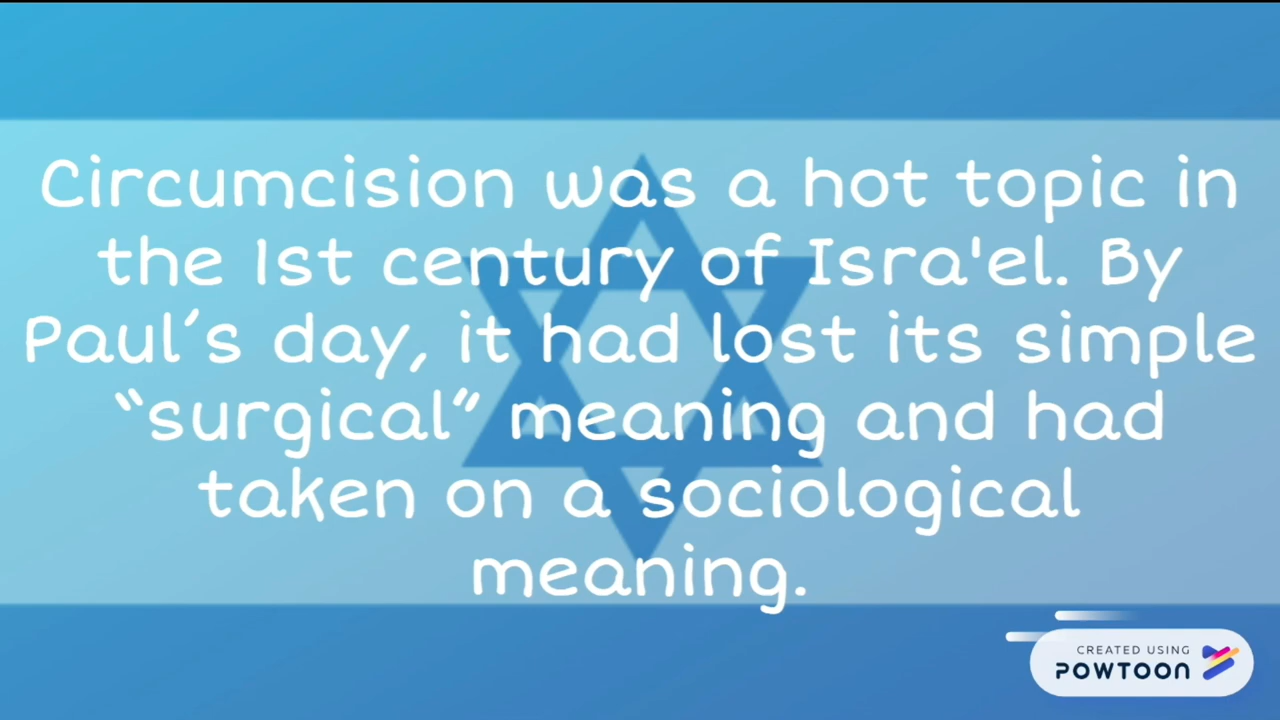 Circumcision was a hot topic in
the 1st century of Isra'el. By
Paul’s day, it had lost its simple
“surgical” meaning and had
taken on a sociological
meaning.
CREATED USING
POWTOON